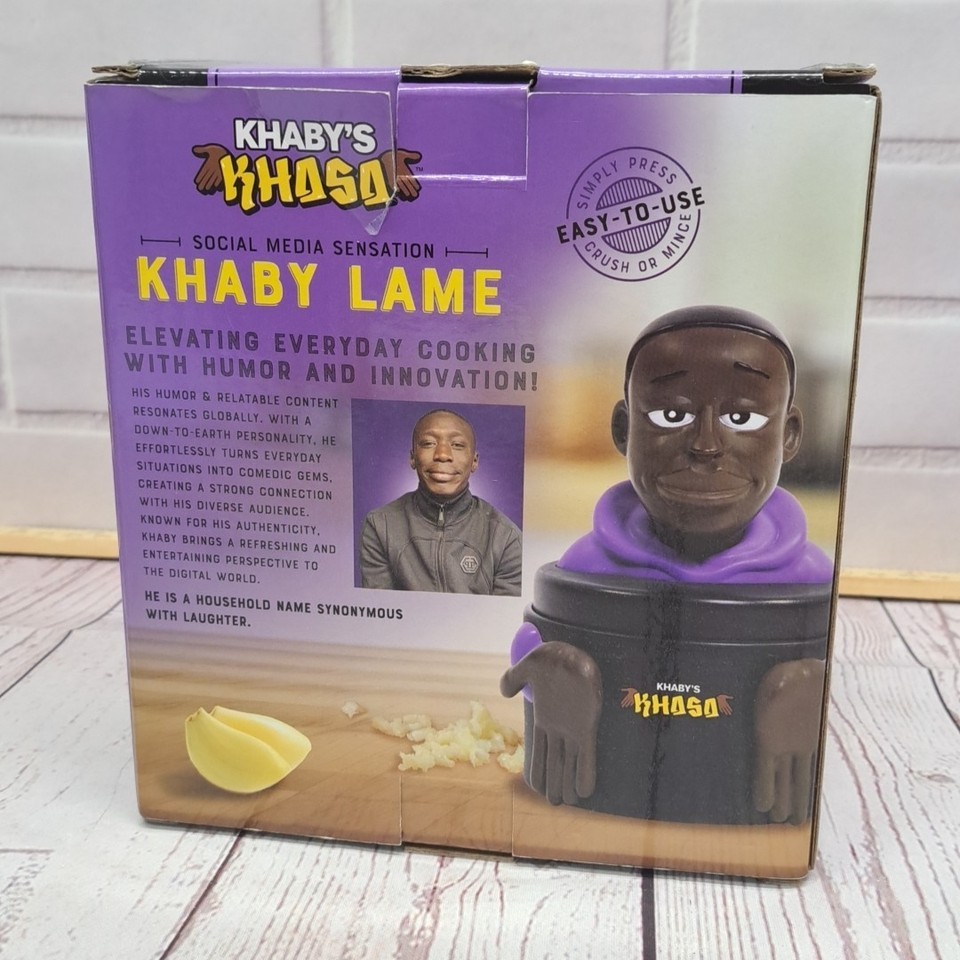 KHABY'S
KHASO™
SIMPLY PRESS
EASY-TO-USE
CRUSH OR MINCE
SOCIAL MEDIA SENSATION
KHABY LAME
ELEVATING EVERYDAY COOKING
WITH HUMOR AND INNOVATION!
HIS HUMOR & RELATABLE CONTENT
RESONATES GLOBALLY. WITH A
DOWN-TO-EARTH PERSONALITY, HE
EFFORTLESSLY TURNS EVERYDAY
SITUATIONS INTO COMEDIC GEMS,
CREATING A STRONG CONNECTION
WITH HIS DIVERSE AUDIENCE.
KNOWN FOR HIS AUTHENTICITY,
KHABY BRINGS A REFRESHING AND
ENTERTAINING PERSPECTIVE TO
THE DIGITAL WORLD.
HE IS A HOUSEHOLD NAME SYNONYMOUS
WITH LAUGHTER.
KHABY'S
KHASO